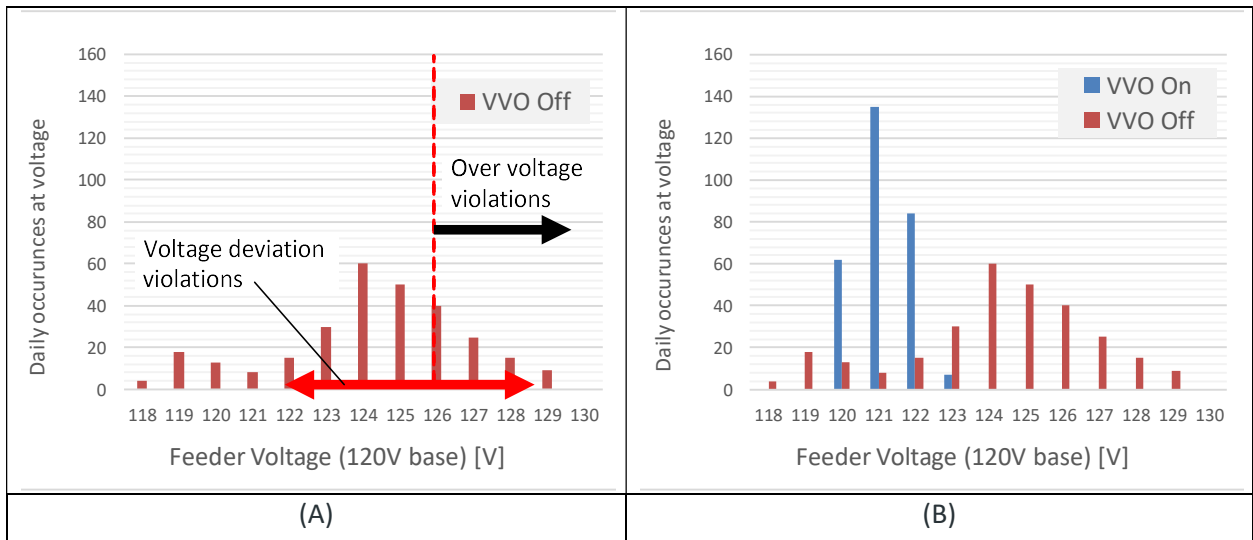 160
140
120
100
80
60
40
20
0
Daily occurunces at voltage
VVO Off
Over voltage
violations
Voltage deviation
violations
118 119 120 121 122 123 124 125 126 127 128 129 130
Feeder Voltage (120V base) [V]
(A)
160
140
120
100
80
60
40
20
0
Daily occurunces at voltage
VVO On
VVO Off
118 119 120 121 122 123 124 125 126 127 128 129 130
Feeder Voltage (120V base) [V]
(B)